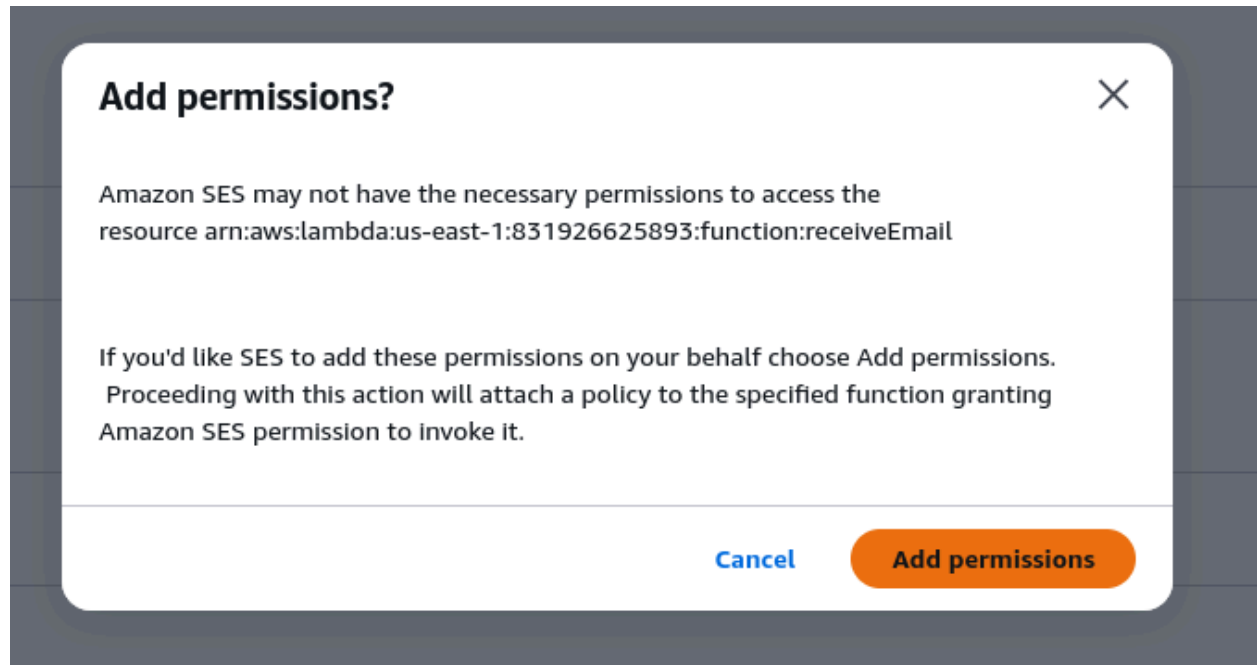 Add permissions?
Amazon SES may not have the necessary permissions to access the
resource arn:aws:lambda:us-east-1:831926625893:function:receiveEmail
If you'd like SES to add these permissions on your behalf choose Add permissions.
Proceeding with this action will attach a policy to the specified function granting
Amazon SES permission to invoke it.
Cancel
Add permissions